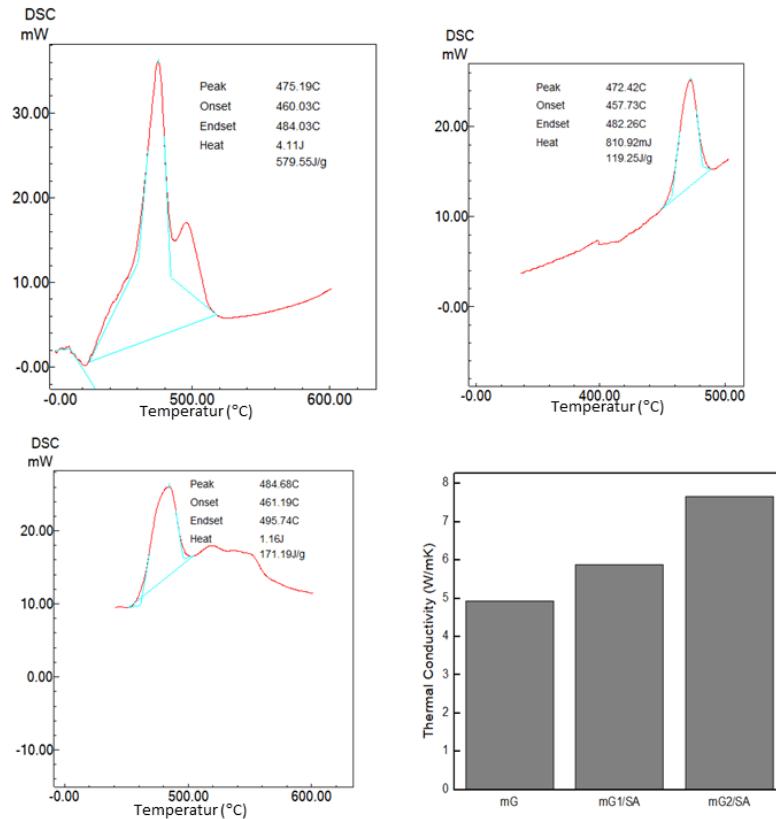 DSC
mW
30.00
20.00
10.00
-0.00
Peak 475.19C
Onset 460.03C
Endset 484.03C
Heat 4.11J
579.55J/g
-0.00 500.00 600.00
Temperatur (°C)
DSC
mW
20.00
10.00
-0.00
Peak 472.42C
Onset 457.73C
Endset 482.26C
Heat 810.92mJ
119.25J/g
-0.00 400.00 500.00
Temperatur (°C)
DSC
mW
20.00
10.00
0.00
-10.00
Peak 484.68C
Onset 461.19C
Endset 495.74C
Heat 1.16J
171.19J/g
-0.00 500.00 600.00
Temperatur (°C)
Thermal Conductivity (W/mK)
8
7
6
5
4
3
2
1
0
mG mG1/SA mG2/SA